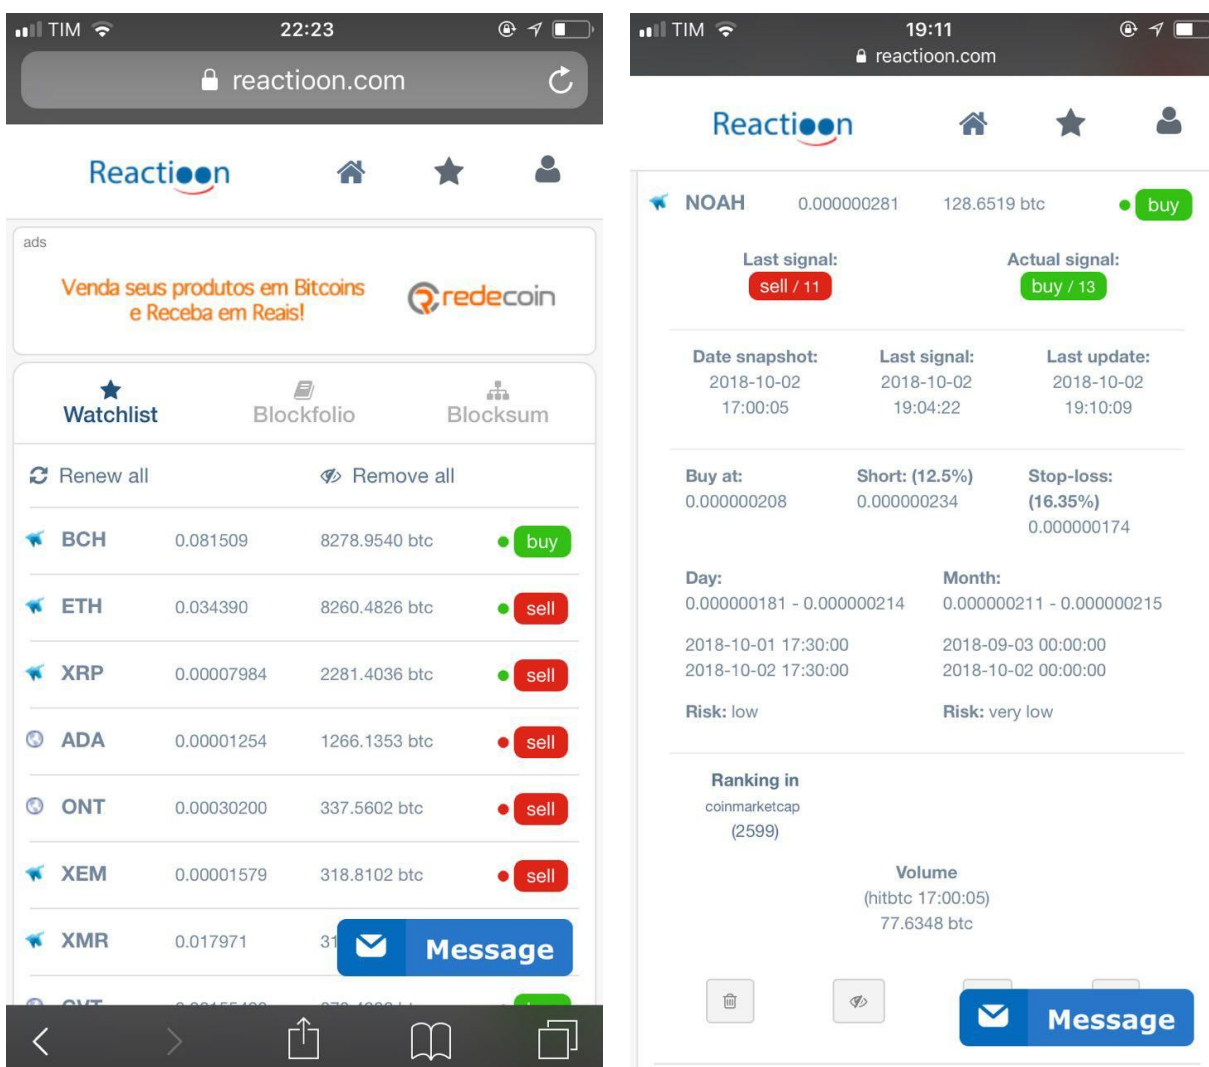 TIM 22:23
reactioon.com
Reactioon
ads
Venda seus produtos em Bitcoins
e Receba em Reais!
redecoin
Watchlist Blockfolio Blocksum
Renew all Remove all
BCH 0.081509 8278.9540 btc buy
ETH 0.034390 8260.4826 btc sell
XRP 0.00007984 2281.4036 btc sell
ADA 0.00001254 1266.1353 btc sell
ONT 0.00030200 337.5602 btc sell
XEM 0.00001579 318.8102 btc sell
XMR 0.017971 31
Message
TIM 19:11
reactioon.com
Reactioon
NOAH 0.000000281 128.6519 btc buy
Last signal: Actual signal:
sell / 11 buy / 13
Date snapshot: Last signal: Last update:
2018-10-02 2018-10-02 2018-10-02
17:00:05 19:04:22 19:10:09
Buy at: Short: (12.5%) Stop-loss:
0.000000208 0.000000234 (16.35%)
0.000000174
Day: Month:
0.000000181 - 0.000000214 0.000000211 - 0.000000215
2018-10-01 17:30:00 2018-09-03 00:00:00
2018-10-02 17:30:00 2018-10-02 00:00:00
Risk: low Risk: very low
Ranking in
coinmarketcap
(2599)
Volume
(hitbtc 17:00:05)
77.6348 btc
Message